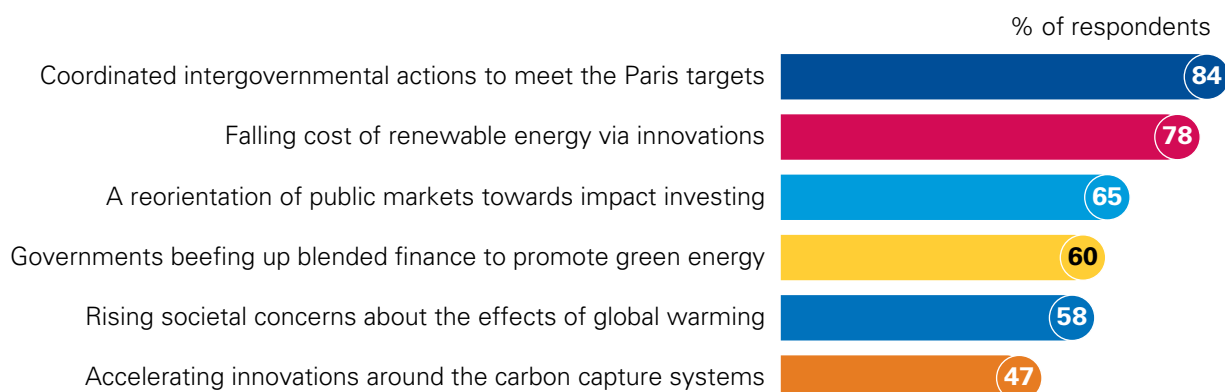 % of respondents
Coordinated intergovernmental actions to meet the Paris targets 84
Falling cost of renewable energy via innovations 78
A reorientation of public markets towards impact investing 65
Governments beefing up blended finance to promote green energy 60
Rising societal concerns about the effects of global warming 58
Accelerating innovations around the carbon capture systems 47